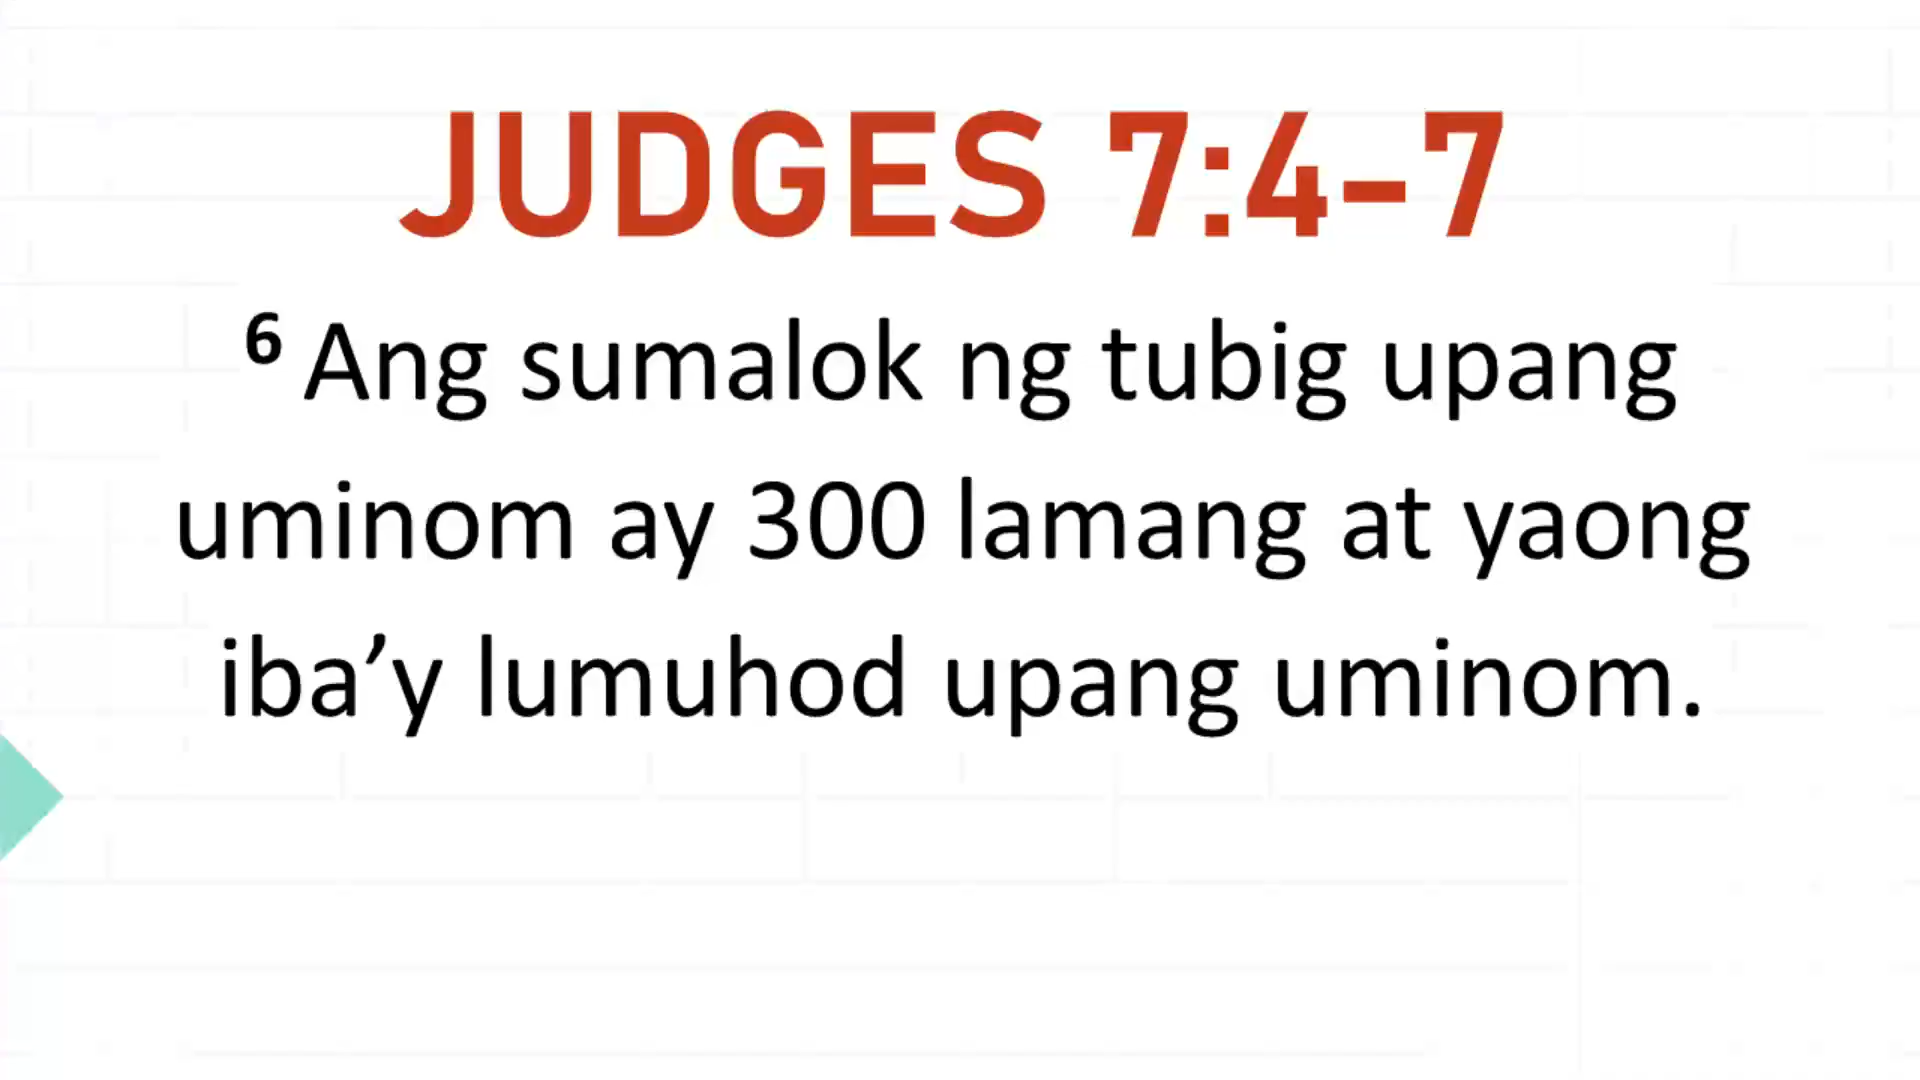 JUDGES 7:4-7
6 Ang sumalok ng tubig upang
uminom ay 300 lamang at yaong
iba’y lumuhod upang uminom.